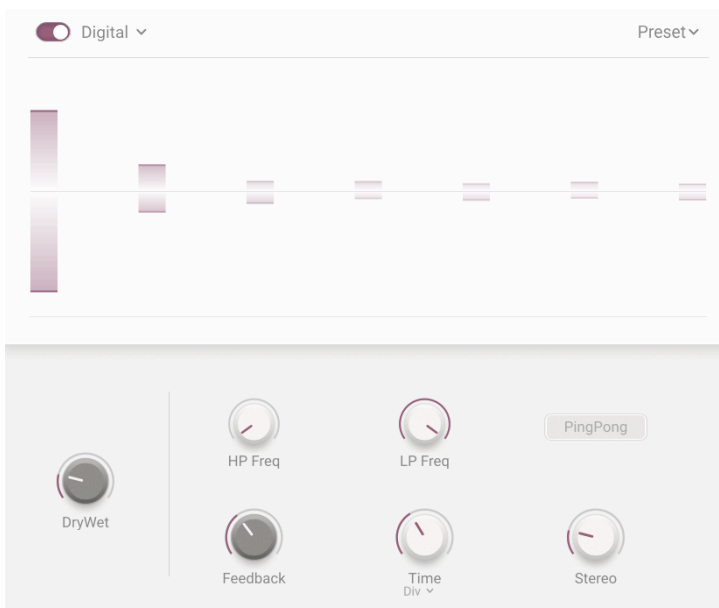 Digital
Preset
HP Freq
LP Freq
PingPong
DryWet
Feedback
Time
Div
Stereo